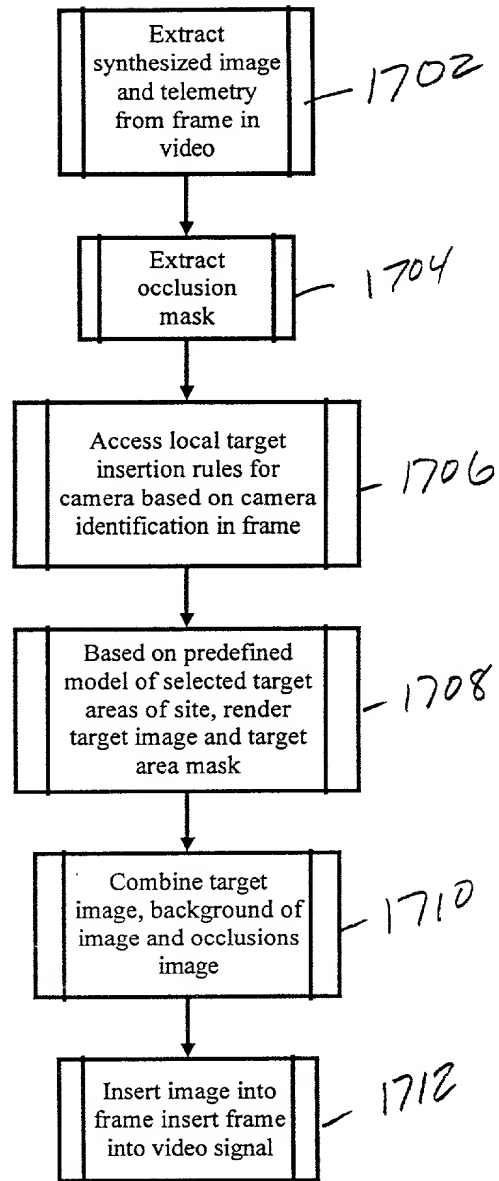 Extract
synthesized image
and telemetry
from frame in
video
1702
Extract
occlusion
mask
1704
Access local target
insertion rules for
camera based on camera
identification in frame
1706
Based on predefined
model of selected target
areas of site, render
target image and target
area mask
1708
Combine target
image, background of
image and occlusions
image
1710
Insert image into
frame insert frame
into video signal
1712